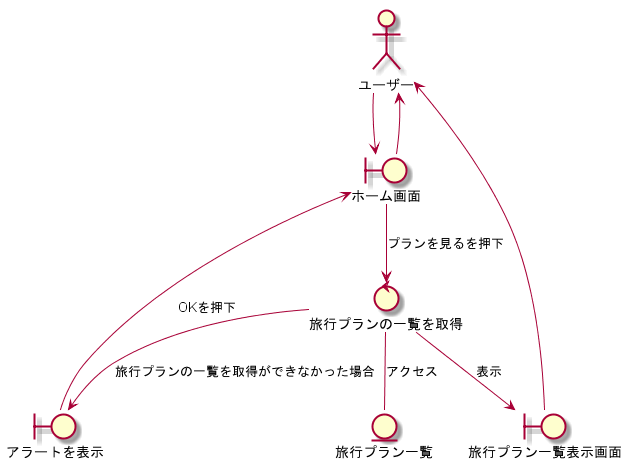 ユーザー
ホーム画面
プランを見るを押下
OKを押下
旅行プランの一覧を取得
旅行プランの一覧を取得ができなかった場合
アクセス
表示
アラートを表示
旅行プラン一覧
旅行プラン一覧表示画面